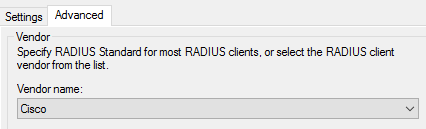 Settings Advanced
Vendor
Specify RADIUS Standard for most RADIUS clients, or select the RADIUS client
vendor from the list.
Vendor name:
Cisco